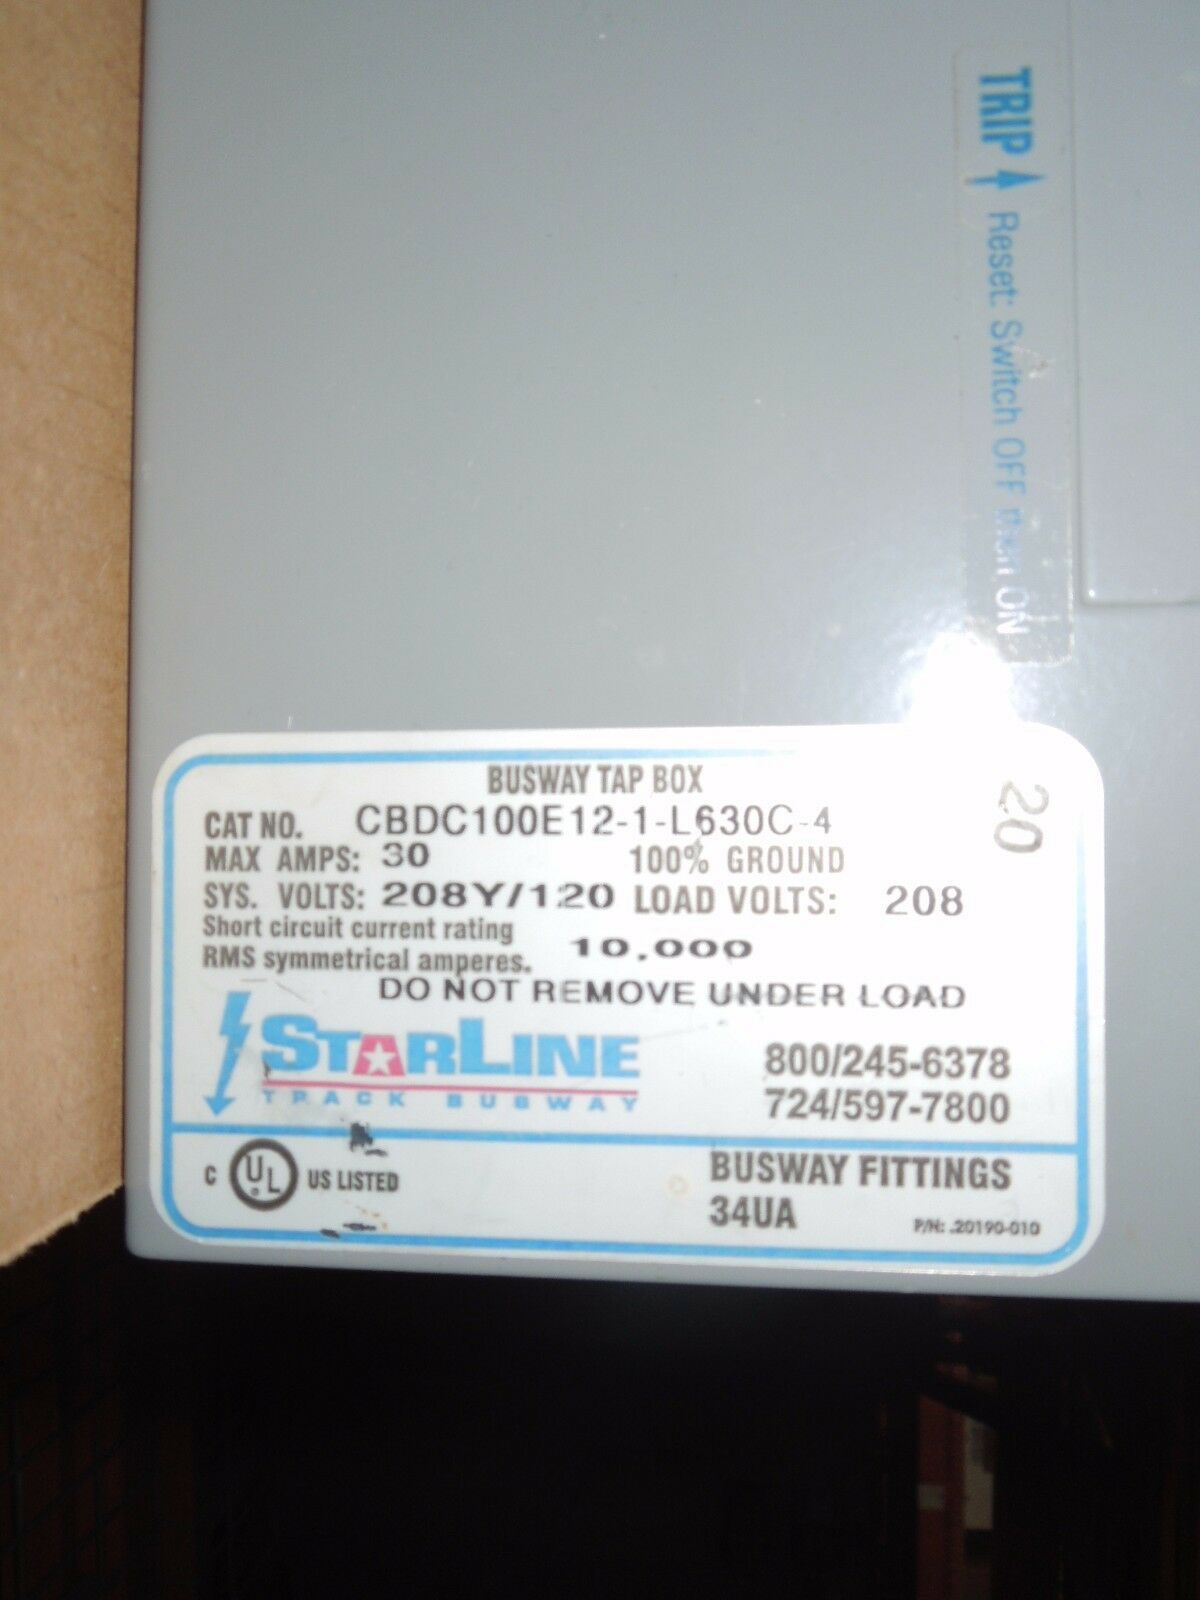 TRIP Reset: Switch OFF then ON
BUSWAY TAP BOX
20
CAT NO. CBDC100E12-1-L630C-4
MAX AMPS: 30 100% GROUND
SYS. VOLTS: 208Y/120 LOAD VOLTS: 208
Short circuit current rating
RMS symmetrical amperes. 10,000
DO NOT REMOVE UNDER LOAD
STARLINE
TRACK BUSWAY
800/245-6378
724/597-7800
C UL US LISTED
BUSWAY FITTINGS
34UA
P/N: .20190-010